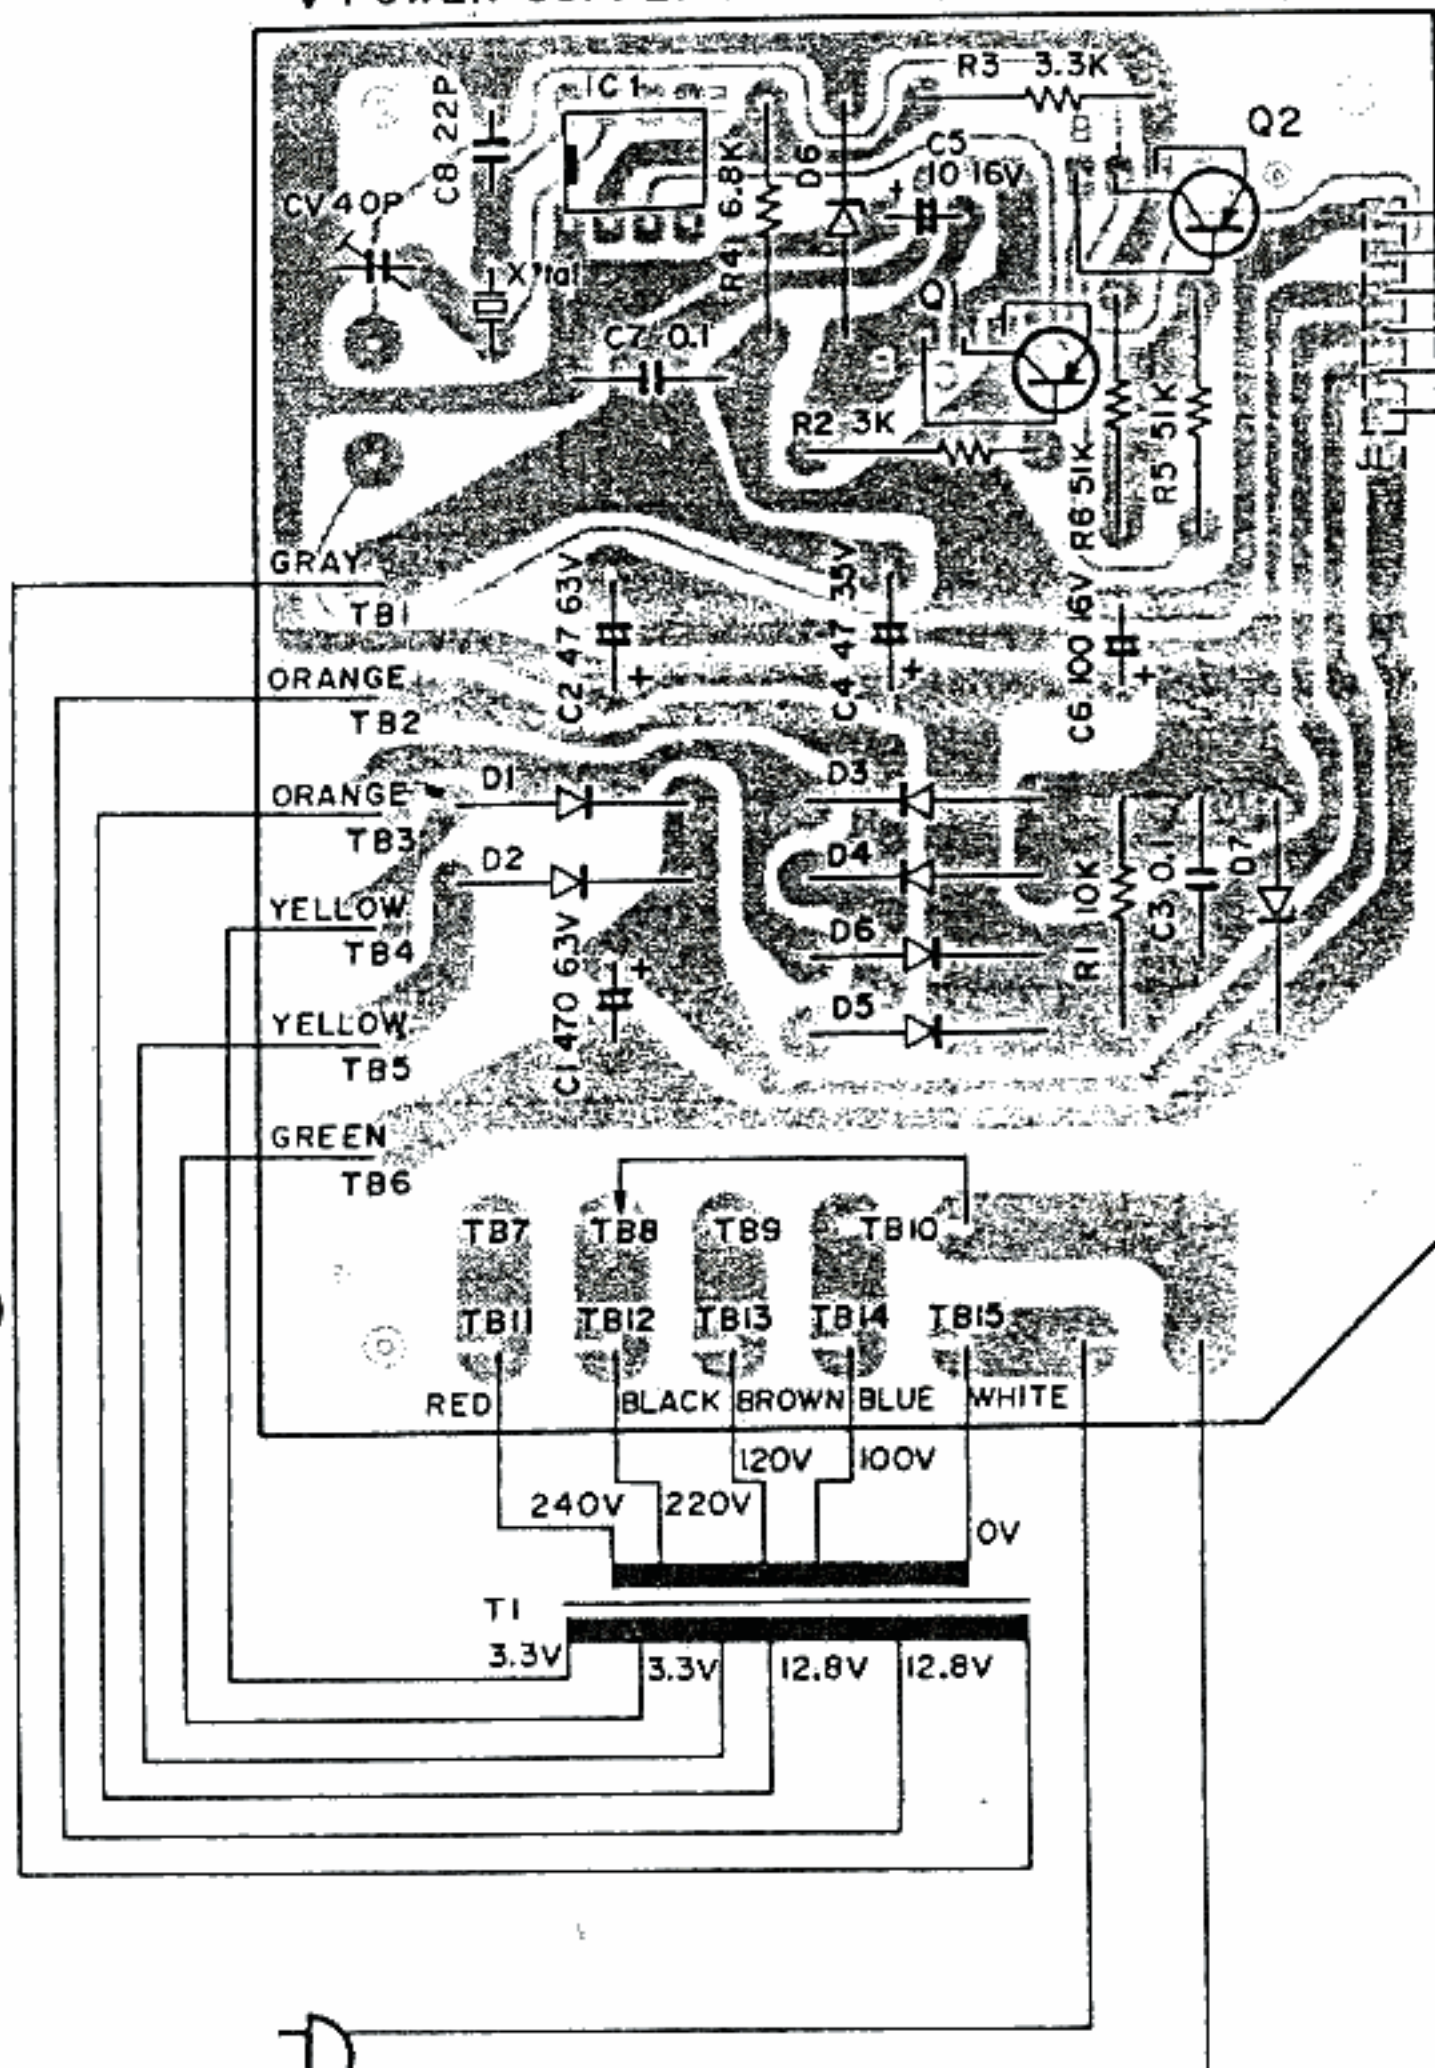 R3 3.3K
IC1
C8 22P
Q2
C5
10 16V
D6
R41 6.8K
CV 40P
X'tal
Q1
C7 0.1
R2 3K
R6 51K
R5 51K
GRAY
TB1
C2 47 63V
C4 47 35V
C6 100 16V
ORANGE
TB2
D1
D3
ORANGE
TB3
D2
D4
R1 10K
C3 0.1
D7
YELLOW
TB4
D6
C1 470 63V
YELLOW
TB5
D5
GREEN
TB6
TB7 TB8 TB9 TB10
TB11 TB12 TB13 TB14 TB15
RED BLACK BROWN BLUE WHITE
120V 100V
240V 220V
0V
T1
3.3V 3.3V 12.8V 12.8V